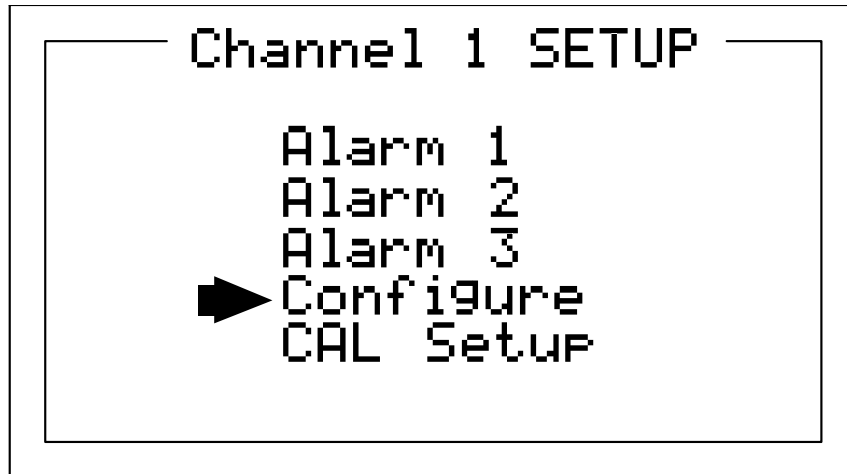 Channel 1 SETUP
Alarm 1
Alarm 2
Alarm 3
Configure
CAL Setup